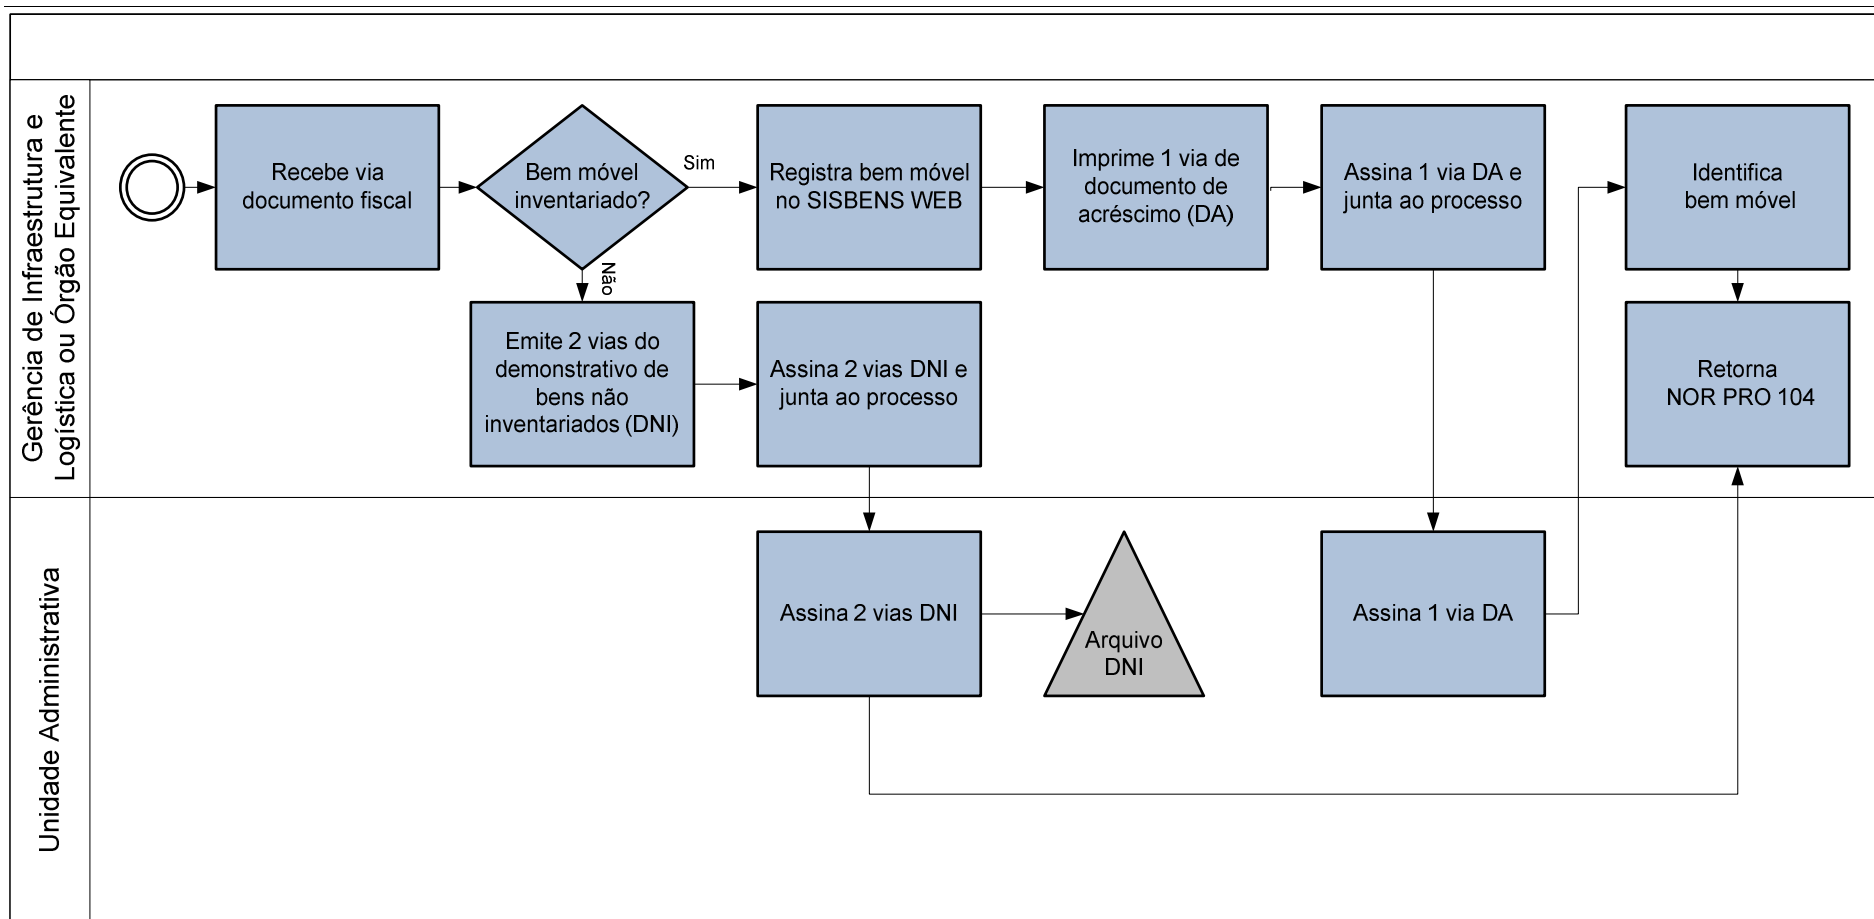 Gerência de Infraestrutura e
Logística ou Órgão Equivalente
Recebe via
documento fiscal
Bem móvel
inventariado?
Sim
Não
Registra bem móvel
no SISBENS WEB
Imprime 1 via de
documento de
acréscimo (DA)
Assina 1 via DA e
junta ao processo
Identifica
bem móvel
Emite 2 vias do
demonstrativo de
bens não
inventariados (DNI)
Assina 2 vias DNI e
junta ao processo
Retorna
NOR PRO 104
Unidade Administrativa
Assina 2 vias DNI
Arquivo
DNI
Assina 1 via DA